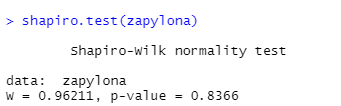 > shapiro.test(zapylona)
Shapiro-Wilk normality test
data:  zapylona
W = 0.96211, p-value = 0.8366